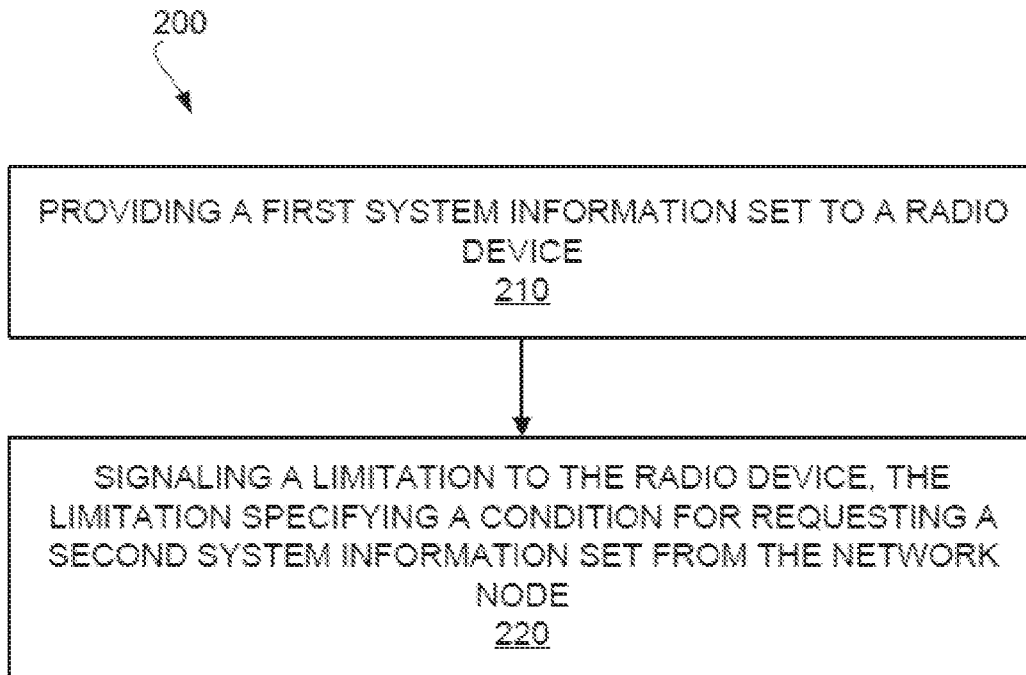 200
PROVIDING A FIRST SYSTEM INFORMATION SET TO A RADIO
DEVICE
210
SIGNALING A LIMITATION TO THE RADIO DEVICE, THE
LIMITATION SPECIFYING A CONDITION FOR REQUESTING A
SECOND SYSTEM INFORMATION SET FROM THE NETWORK
NODE
220